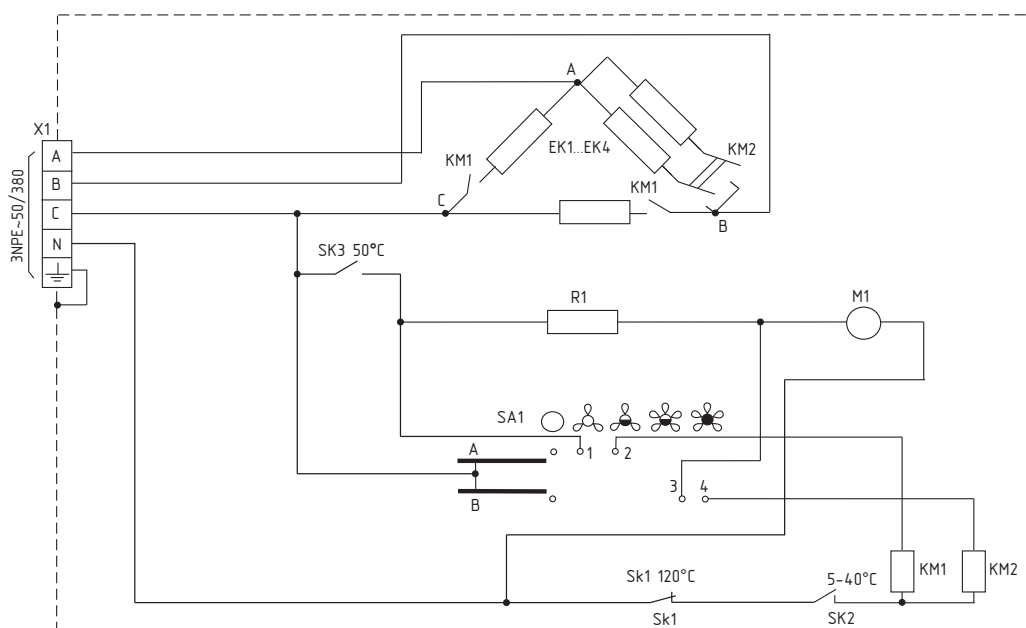 A
X1
EK1...EK4
KM2
KM1
A
KM1
B
C
C
B
N
3NPE~50/380
SK3 50°C
R1
M1
SA1
A
1
2
3
4
B
Sk1 120°C
5-40°C
KM1
KM2
Sk1
SK2